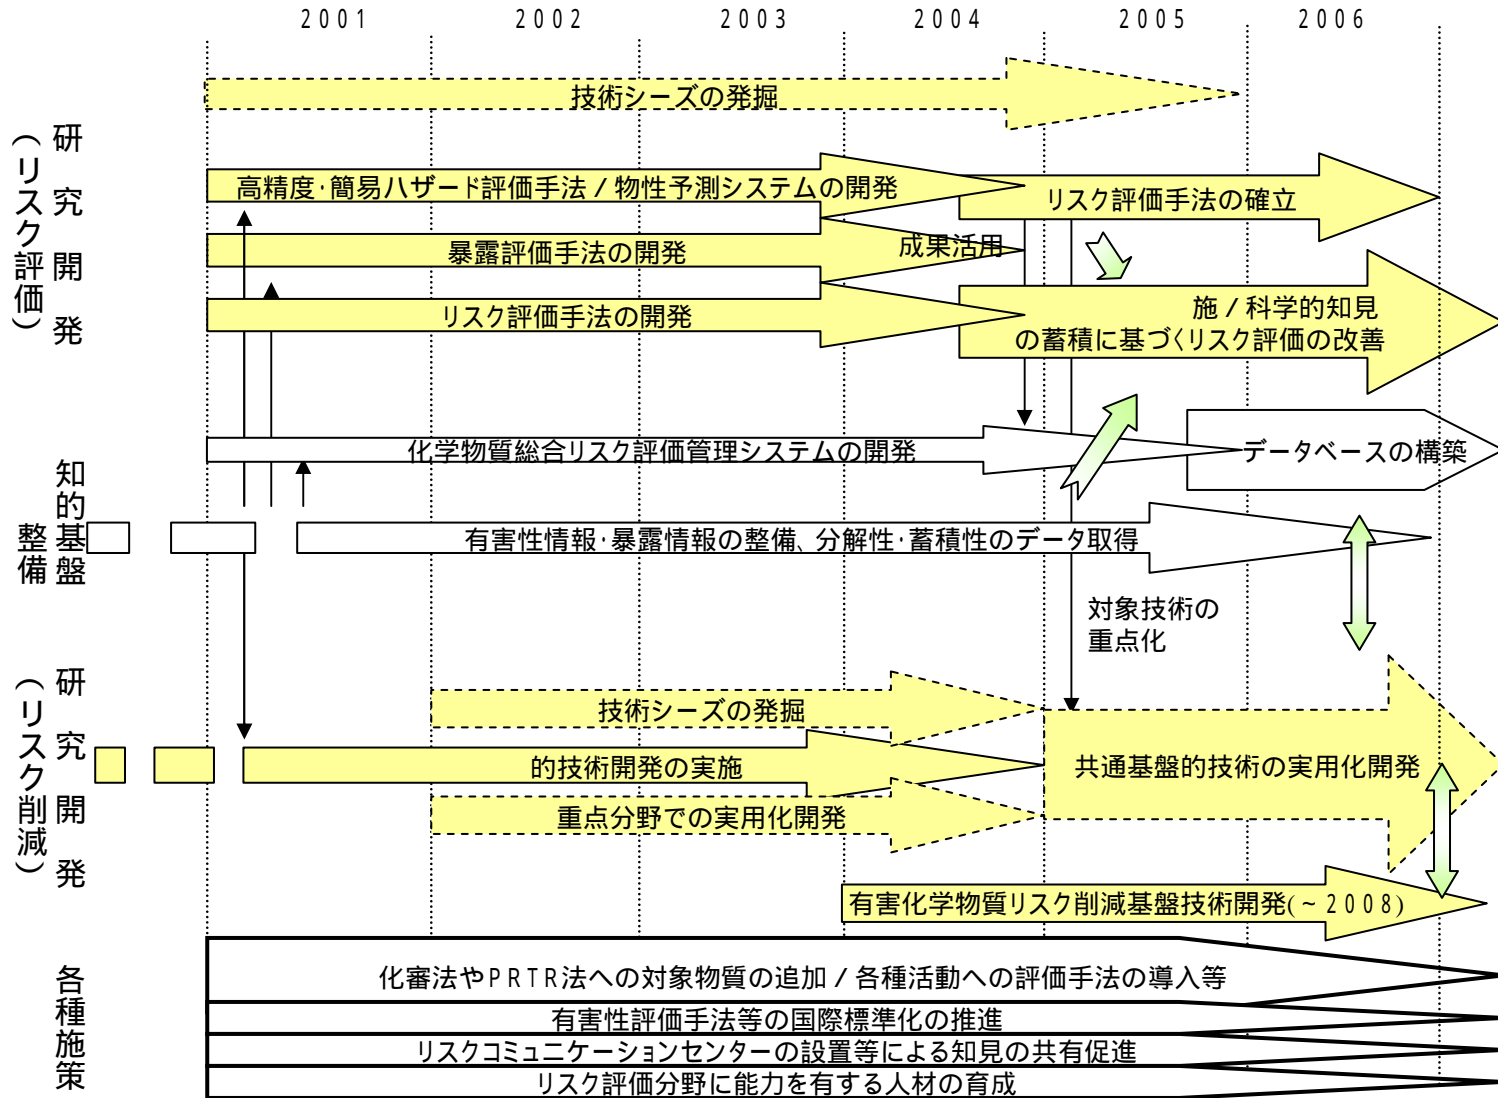 2001 2002 2003 2004 2005 2006
研究開発
（リスク評価）
技術シーズの発掘
高精度･簡易ハザード評価手法/物性予測システムの開発
リスク評価手法の確立
暴露評価手法の開発
成果活用
リスク評価手法の開発
施/科学的知見
の蓄積に基づくリスク評価の改善
知的基盤
整備
化学物質総合リスク評価管理システムの開発
データベースの構築
有害性情報･暴露情報の整備、分解性･蓄積性のデータ取得
対象技術の
重点化
研究開発
（リスク削減）
技術シーズの発掘
的技術開発の実施
共通基盤的技術の実用化開発
重点分野での実用化開発
有害化学物質リスク削減基盤技術開発(~2008)
各種施策
化審法やPRTR法への対象物質の追加/各種活動への評価手法の導入等
有害性評価手法等の国際標準化の推進
リスクコミュニケーションセンターの設置等による知見の共有促進
リスク評価分野に能力を有する人材の育成